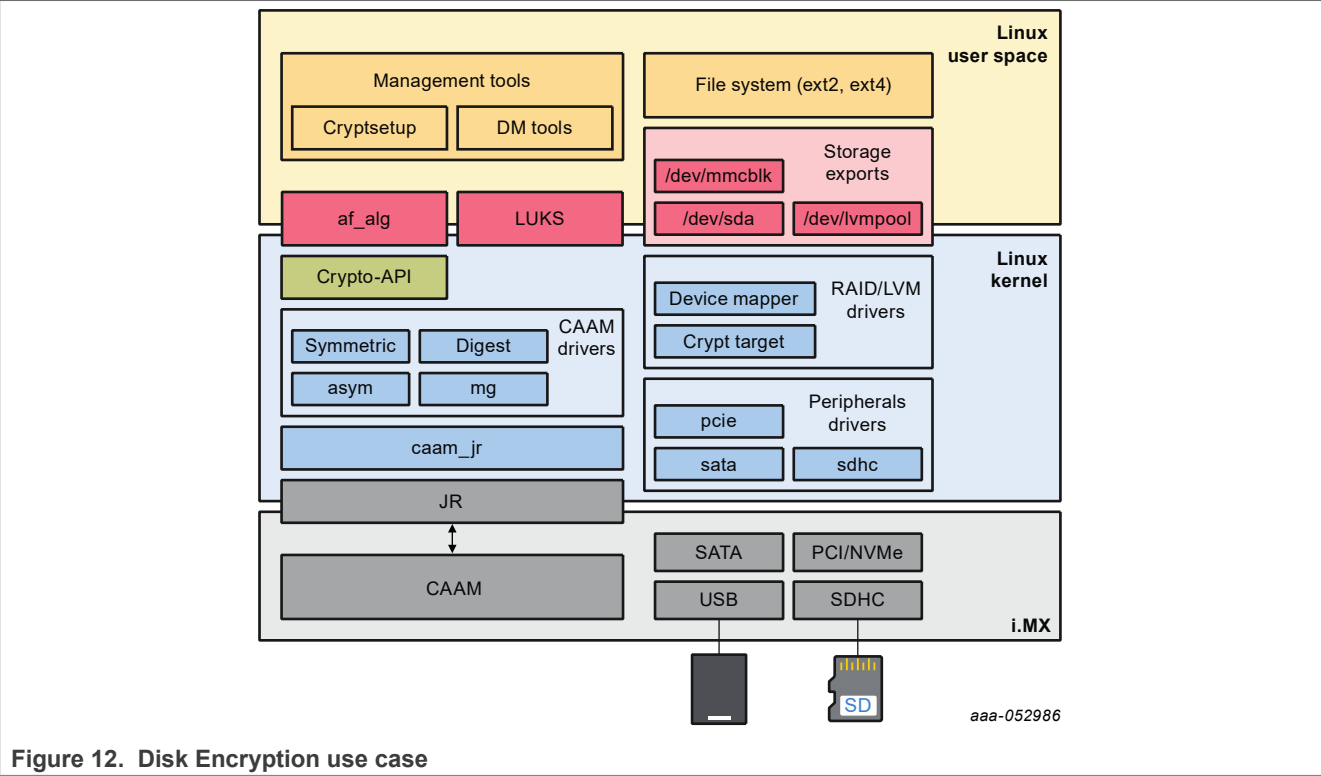 Linux
user space
Management tools
Cryptsetup
DM tools
File system (ext2, ext4)
Storage
exports
/dev/mmcblk
/dev/sda
/dev/lvmpool
af_alg
LUKS
Linux
kernel
Crypto-API
CAAM
drivers
Symmetric
Digest
asym
mg
caam_jr
RAID/LVM
drivers
Device mapper
Crypt target
Peripherals
drivers
pcie
sata
sdhc
JR
CAAM
SATA
PCI/NVMe
USB
SDHC
i.MX
SD
aaa-052986
Figure 12. Disk Encryption use case